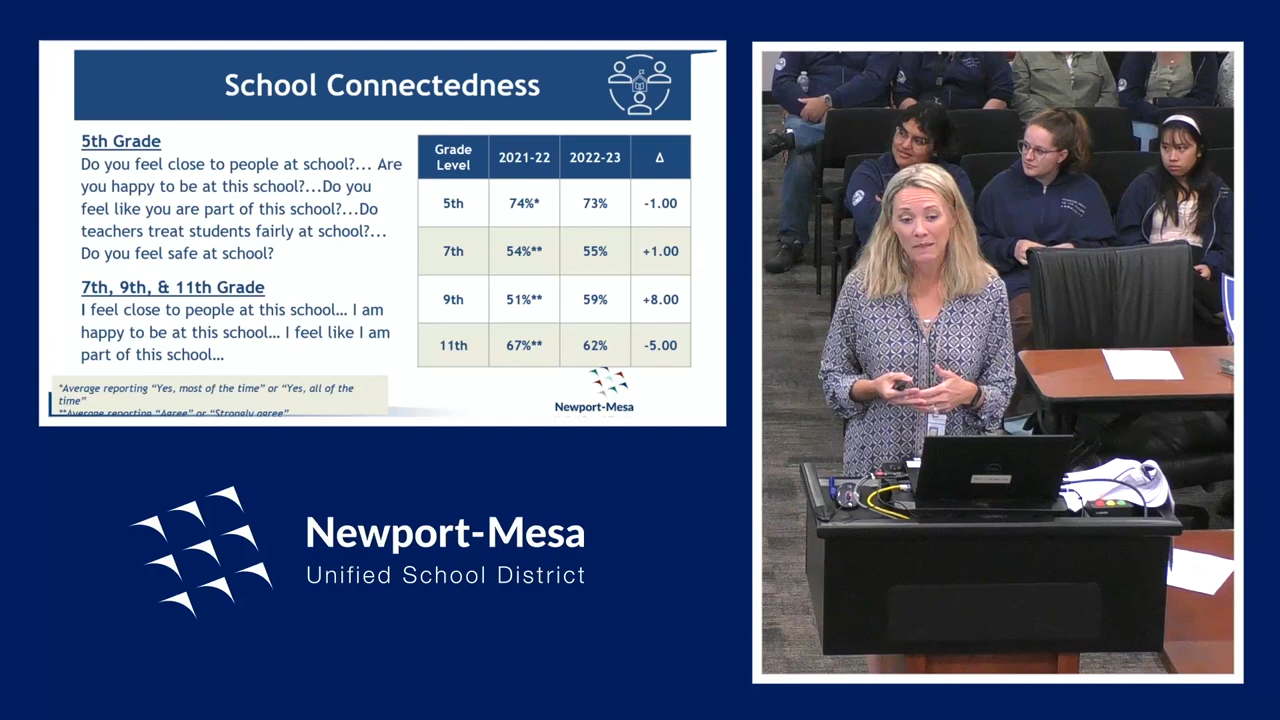 School Connectedness
5th Grade
Do you feel close to people at school?... Are
you happy to be at this school?...Do you
feel like you are part of this school?...Do
teachers treat students fairly at school?...
Do you feel safe at school?
7th, 9th, & 11th Grade
I feel close to people at this school… I am
happy to be at this school… I feel like I am
part of this school…
*Average reporting “Yes, most of the time” or “Yes, all of the
time”
**Average reporting “Agree” or “Strongly agree”
Grade Level 2021-22 2022-23 Δ
5th 74%* 73% -1.00
7th 54%** 55% +1.00
9th 51%** 59% +8.00
11th 67%** 62% -5.00
Newport-Mesa
Newport-Mesa
Unified School District